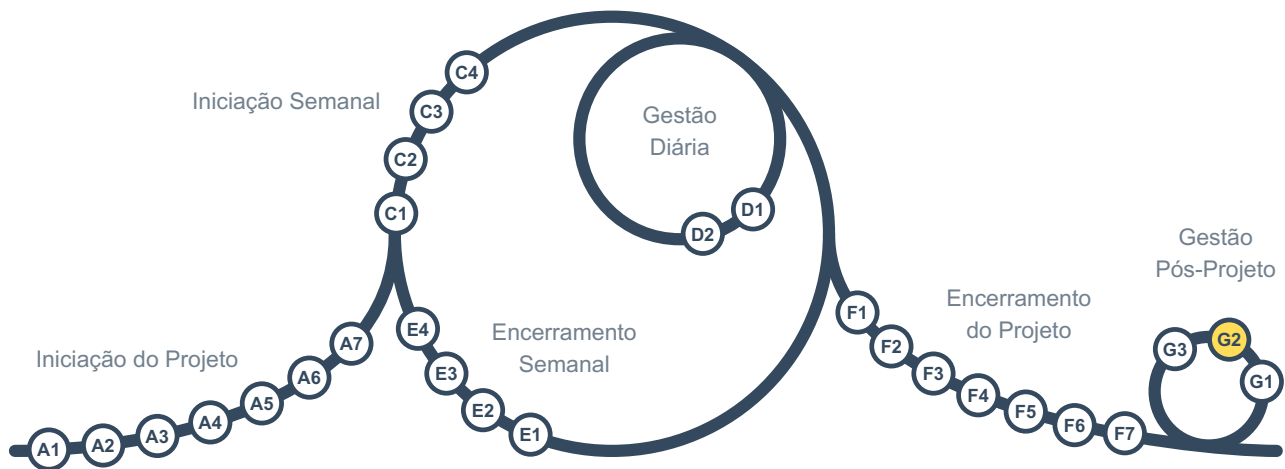 Iniciação do Projeto
A1
A2
A3
A4
A5
A6
A7
Iniciação Semanal
C1
C2
C3
C4
Gestão
Diária
D1
D2
Encerramento
Semanal
E1
E2
E3
E4
Encerramento
do Projeto
F1
F2
F3
F4
F5
F6
F7
Gestão
Pós-Projeto
G1
G2
G3